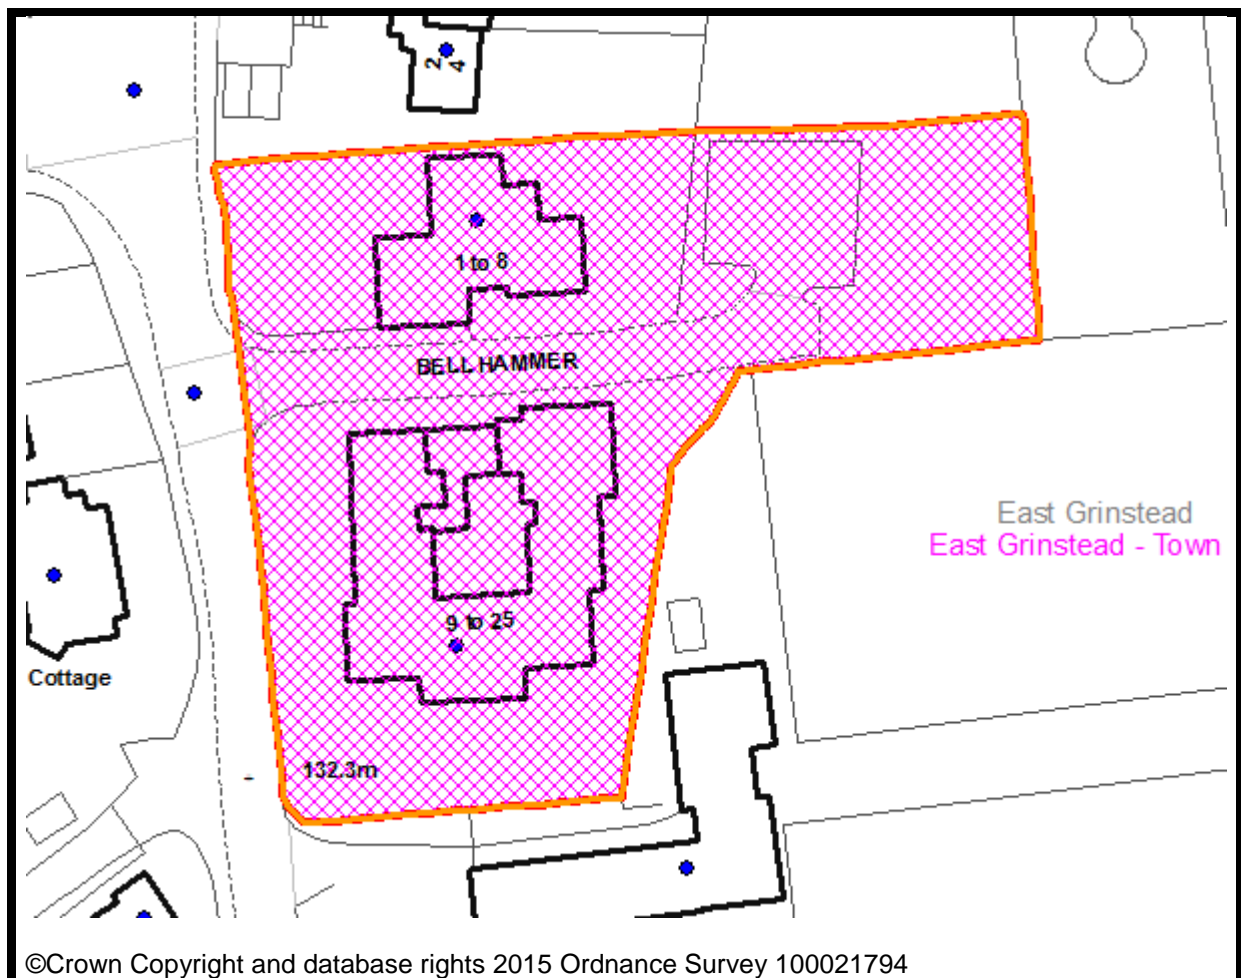 2
4
1 to 8
BELL HAMMER
East Grinstead
East Grinstead - Town
9 to 25
Cottage
132.3m
©Crown Copyright and database rights 2015 Ordnance Survey 100021794